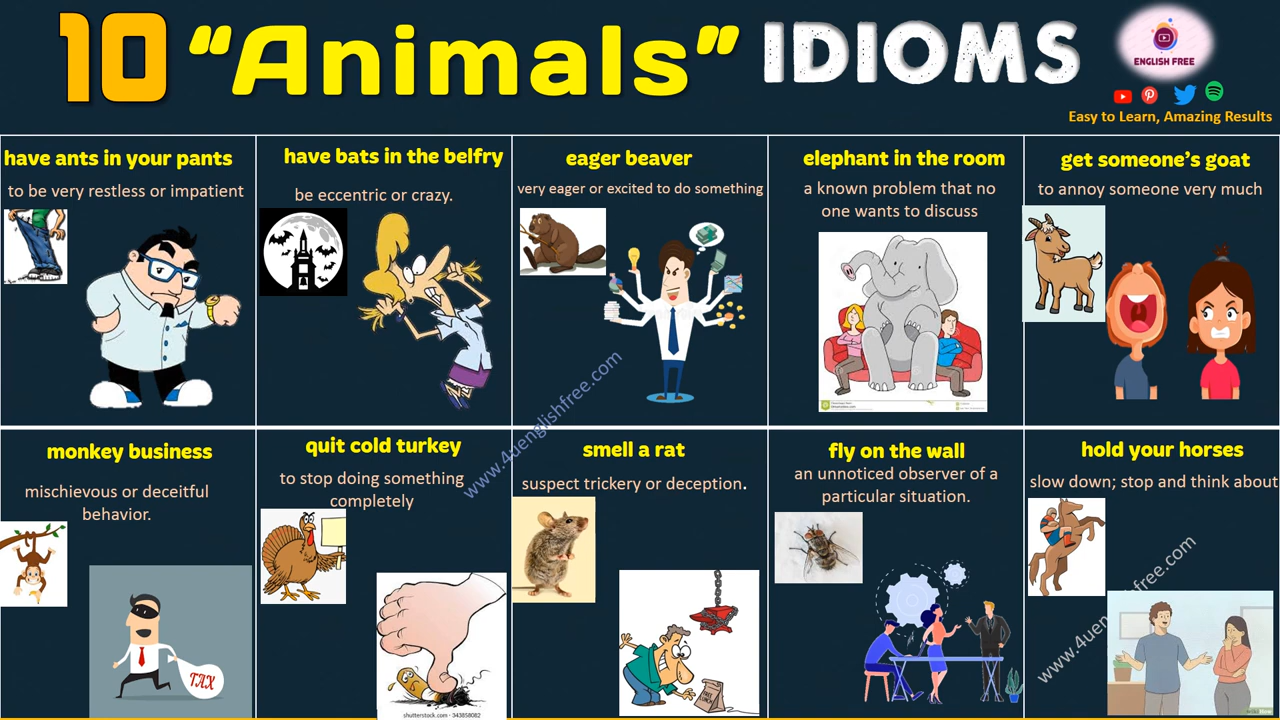 10 “Animals” IDIOMS
ENGLISH FREE
Easy to Learn, Amazing Results
have ants in your pants
to be very restless or impatient
have bats in the belfry
be eccentric or crazy.
eager beaver
very eager or excited to do something
elephant in the room
a known problem that no
one wants to discuss
get someone’s goat
to annoy someone very much
www.4uenglishfree.com
monkey business
mischievous or deceitful
behavior.
TAX
quit cold turkey
to stop doing something
completely
shutterstock.com · 343858082
smell a rat
suspect trickery or deception.
FREE
LUNCH
fly on the wall
an unnoticed observer of a
particular situation.
hold your horses
slow down; stop and think about